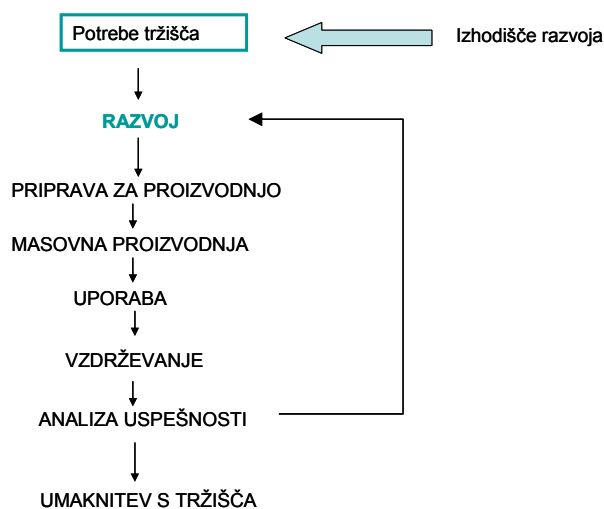 Potrebe tržišča
Izhodišče razvoja
RAZVOJ
PRIPRAVA ZA PROIZVODNJO
MASOVNA PROIZVODNJA
UPORABA
VZDRŽEVANJE
ANALIZA USPEŠNOSTI
UMAKNITEV S TRŽIŠČA